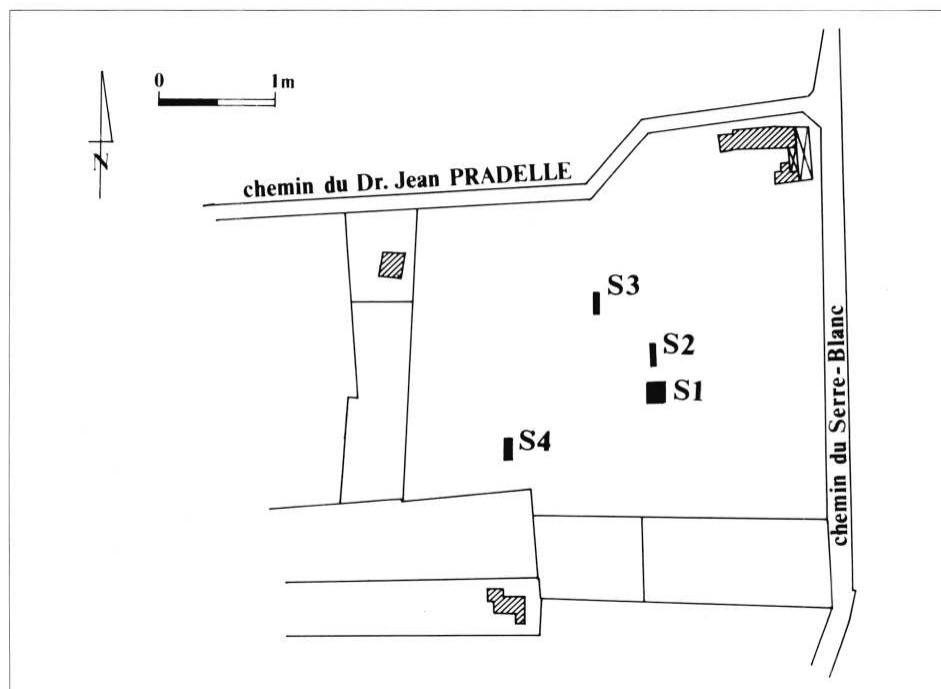 0 1m
N
chemin du Dr. Jean PRADELLE
S3
S2
S1
S4
chemin du Serre-Blanc